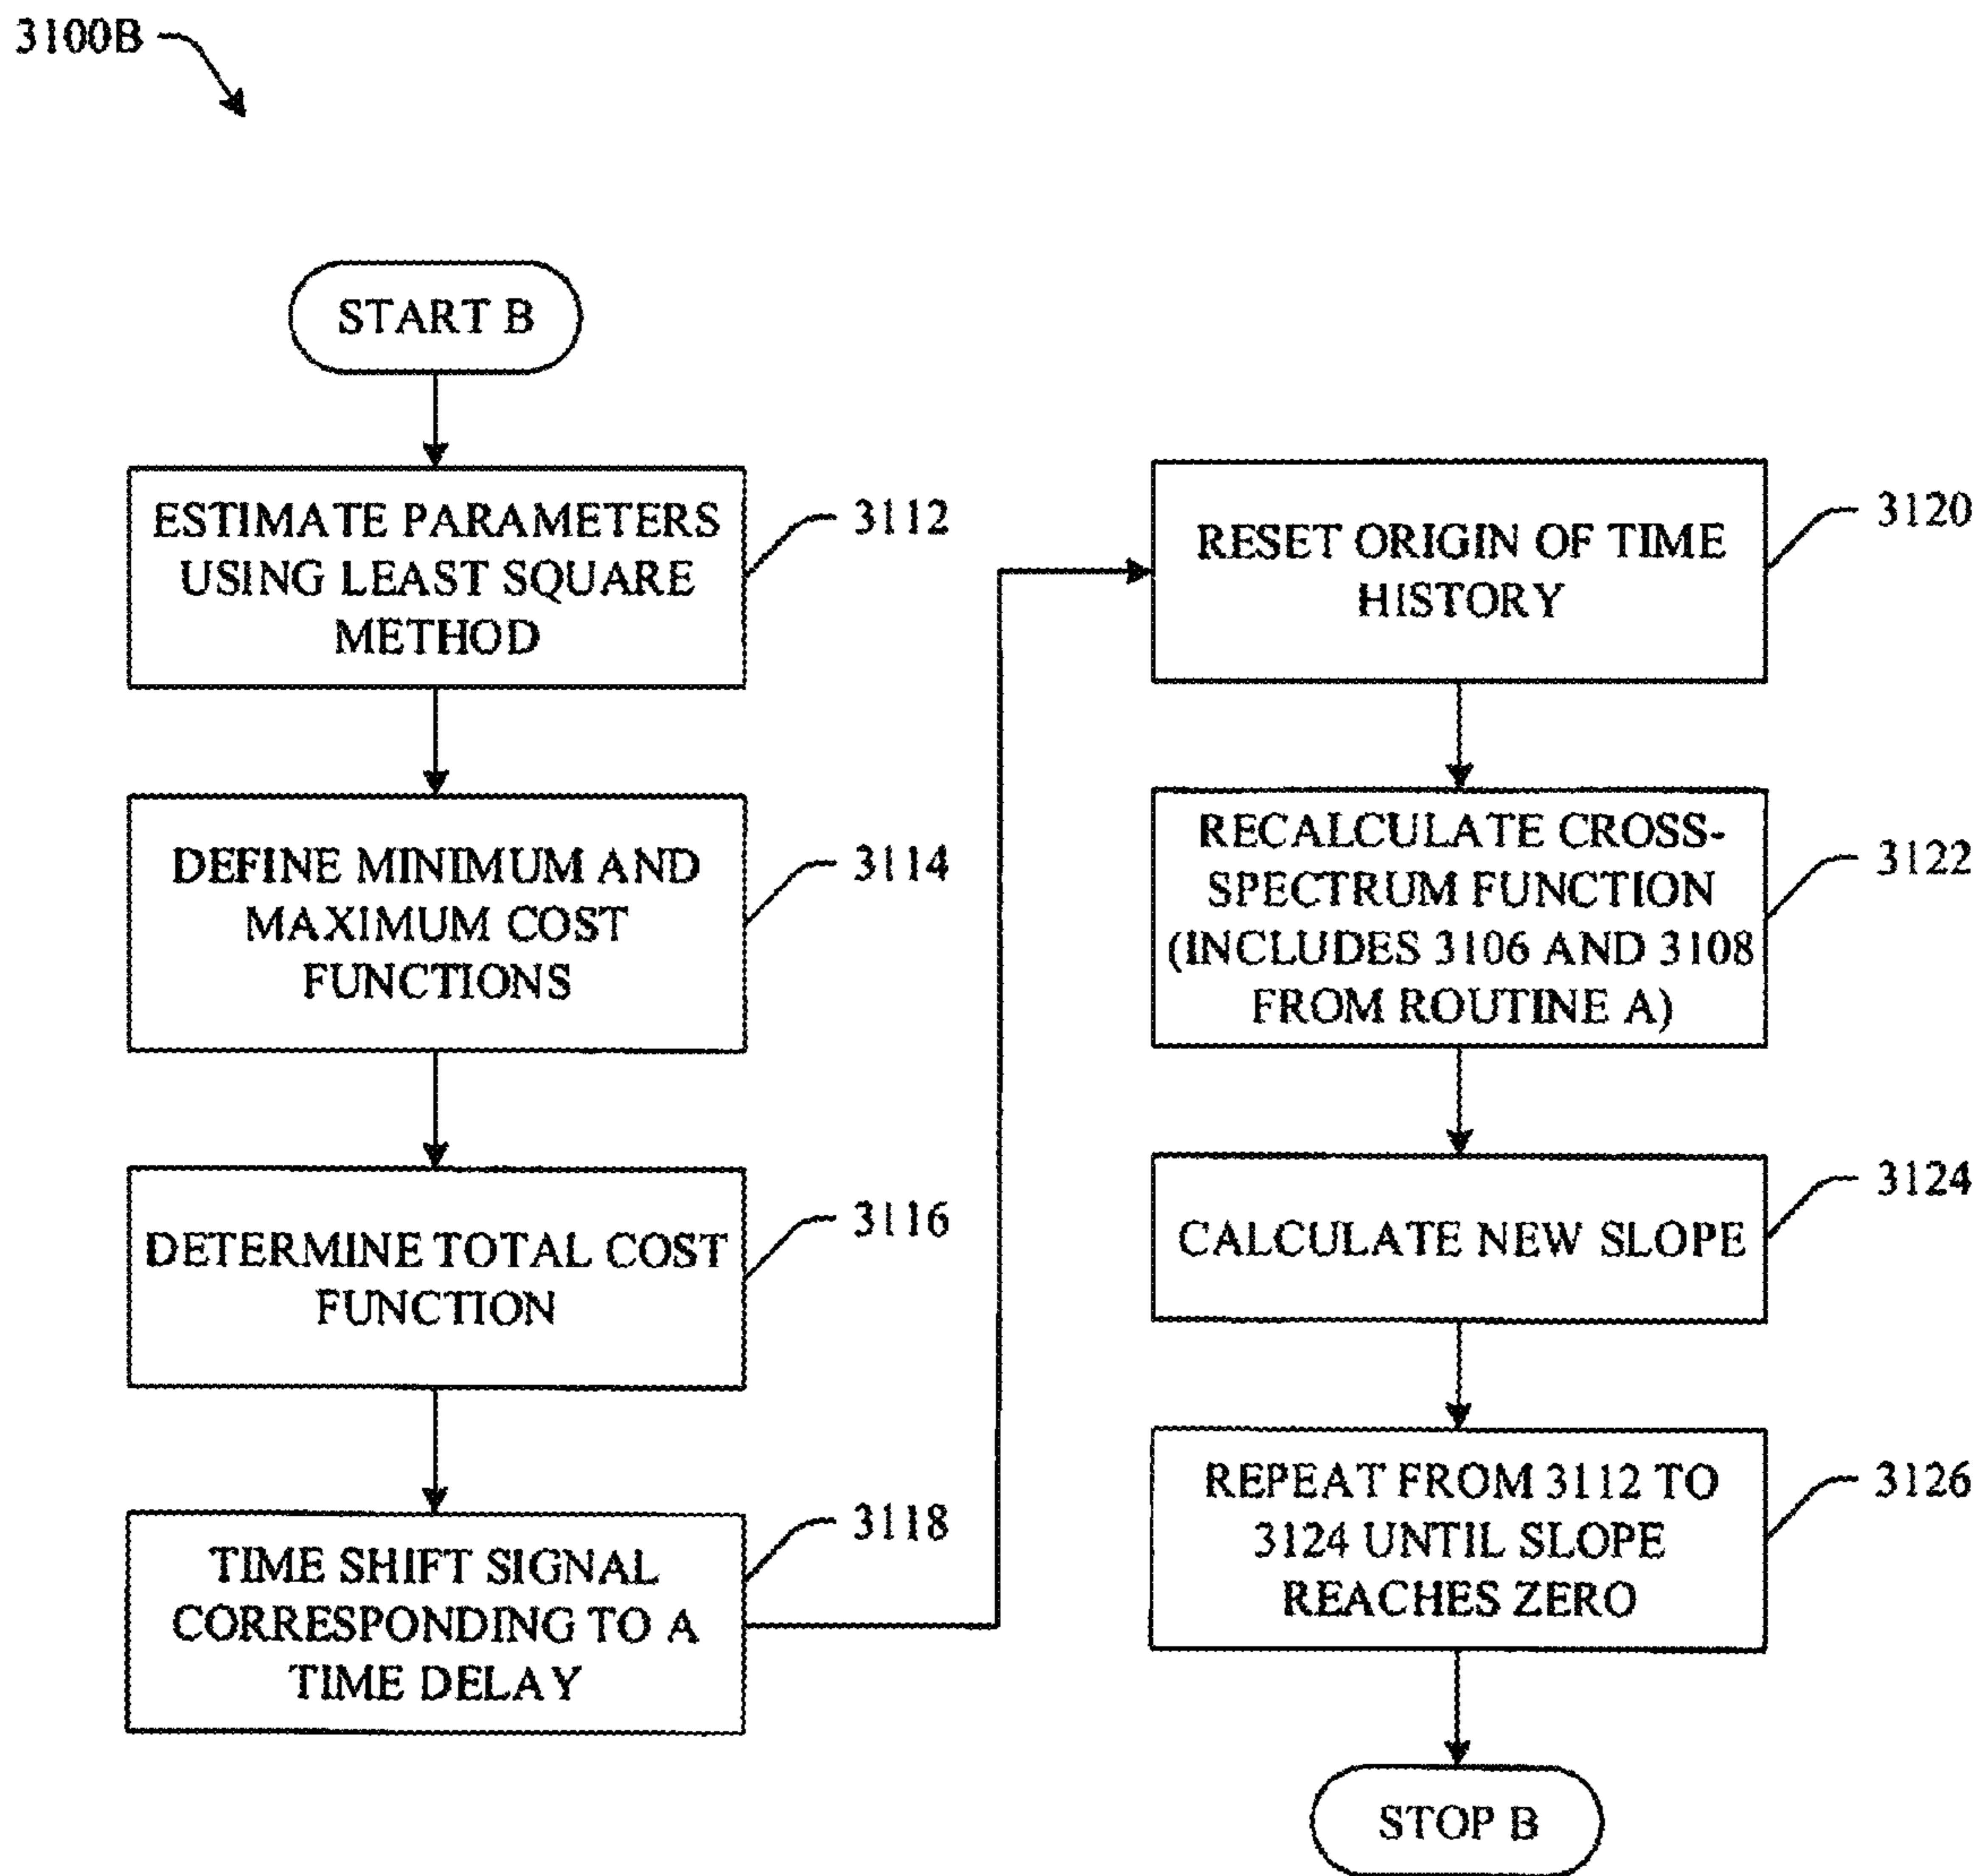 3100B
START B
ESTIMATE PARAMETERS
USING LEAST SQUARE
METHOD
3112
DEFINE MINIMUM AND
MAXIMUM COST
FUNCTIONS
3114
DETERMINE TOTAL COST
FUNCTION
3116
TIME SHIFT SIGNAL
CORRESPONDING TO A
TIME DELAY
3118
RESET ORIGIN OF TIME
HISTORY
3120
RECALCULATE CROSS-
SPECTRUM FUNCTION
(INCLUDES 3106 AND 3108
FROM ROUTINE A)
3122
CALCULATE NEW SLOPE
3124
REPEAT FROM 3112 TO
3124 UNTIL SLOPE
REACHES ZERO
3126
STOP B